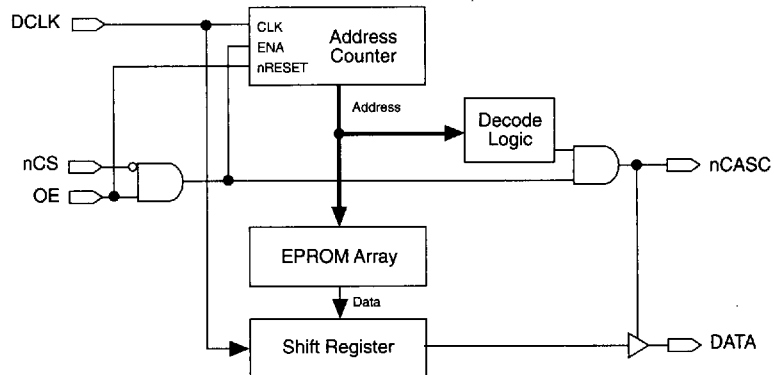 DCLK
CLK
ENA
nRESET
Address
Counter
Address
Decode
Logic
nCS
OE
nCASC
EPROM Array
Data
Shift Register
DATA